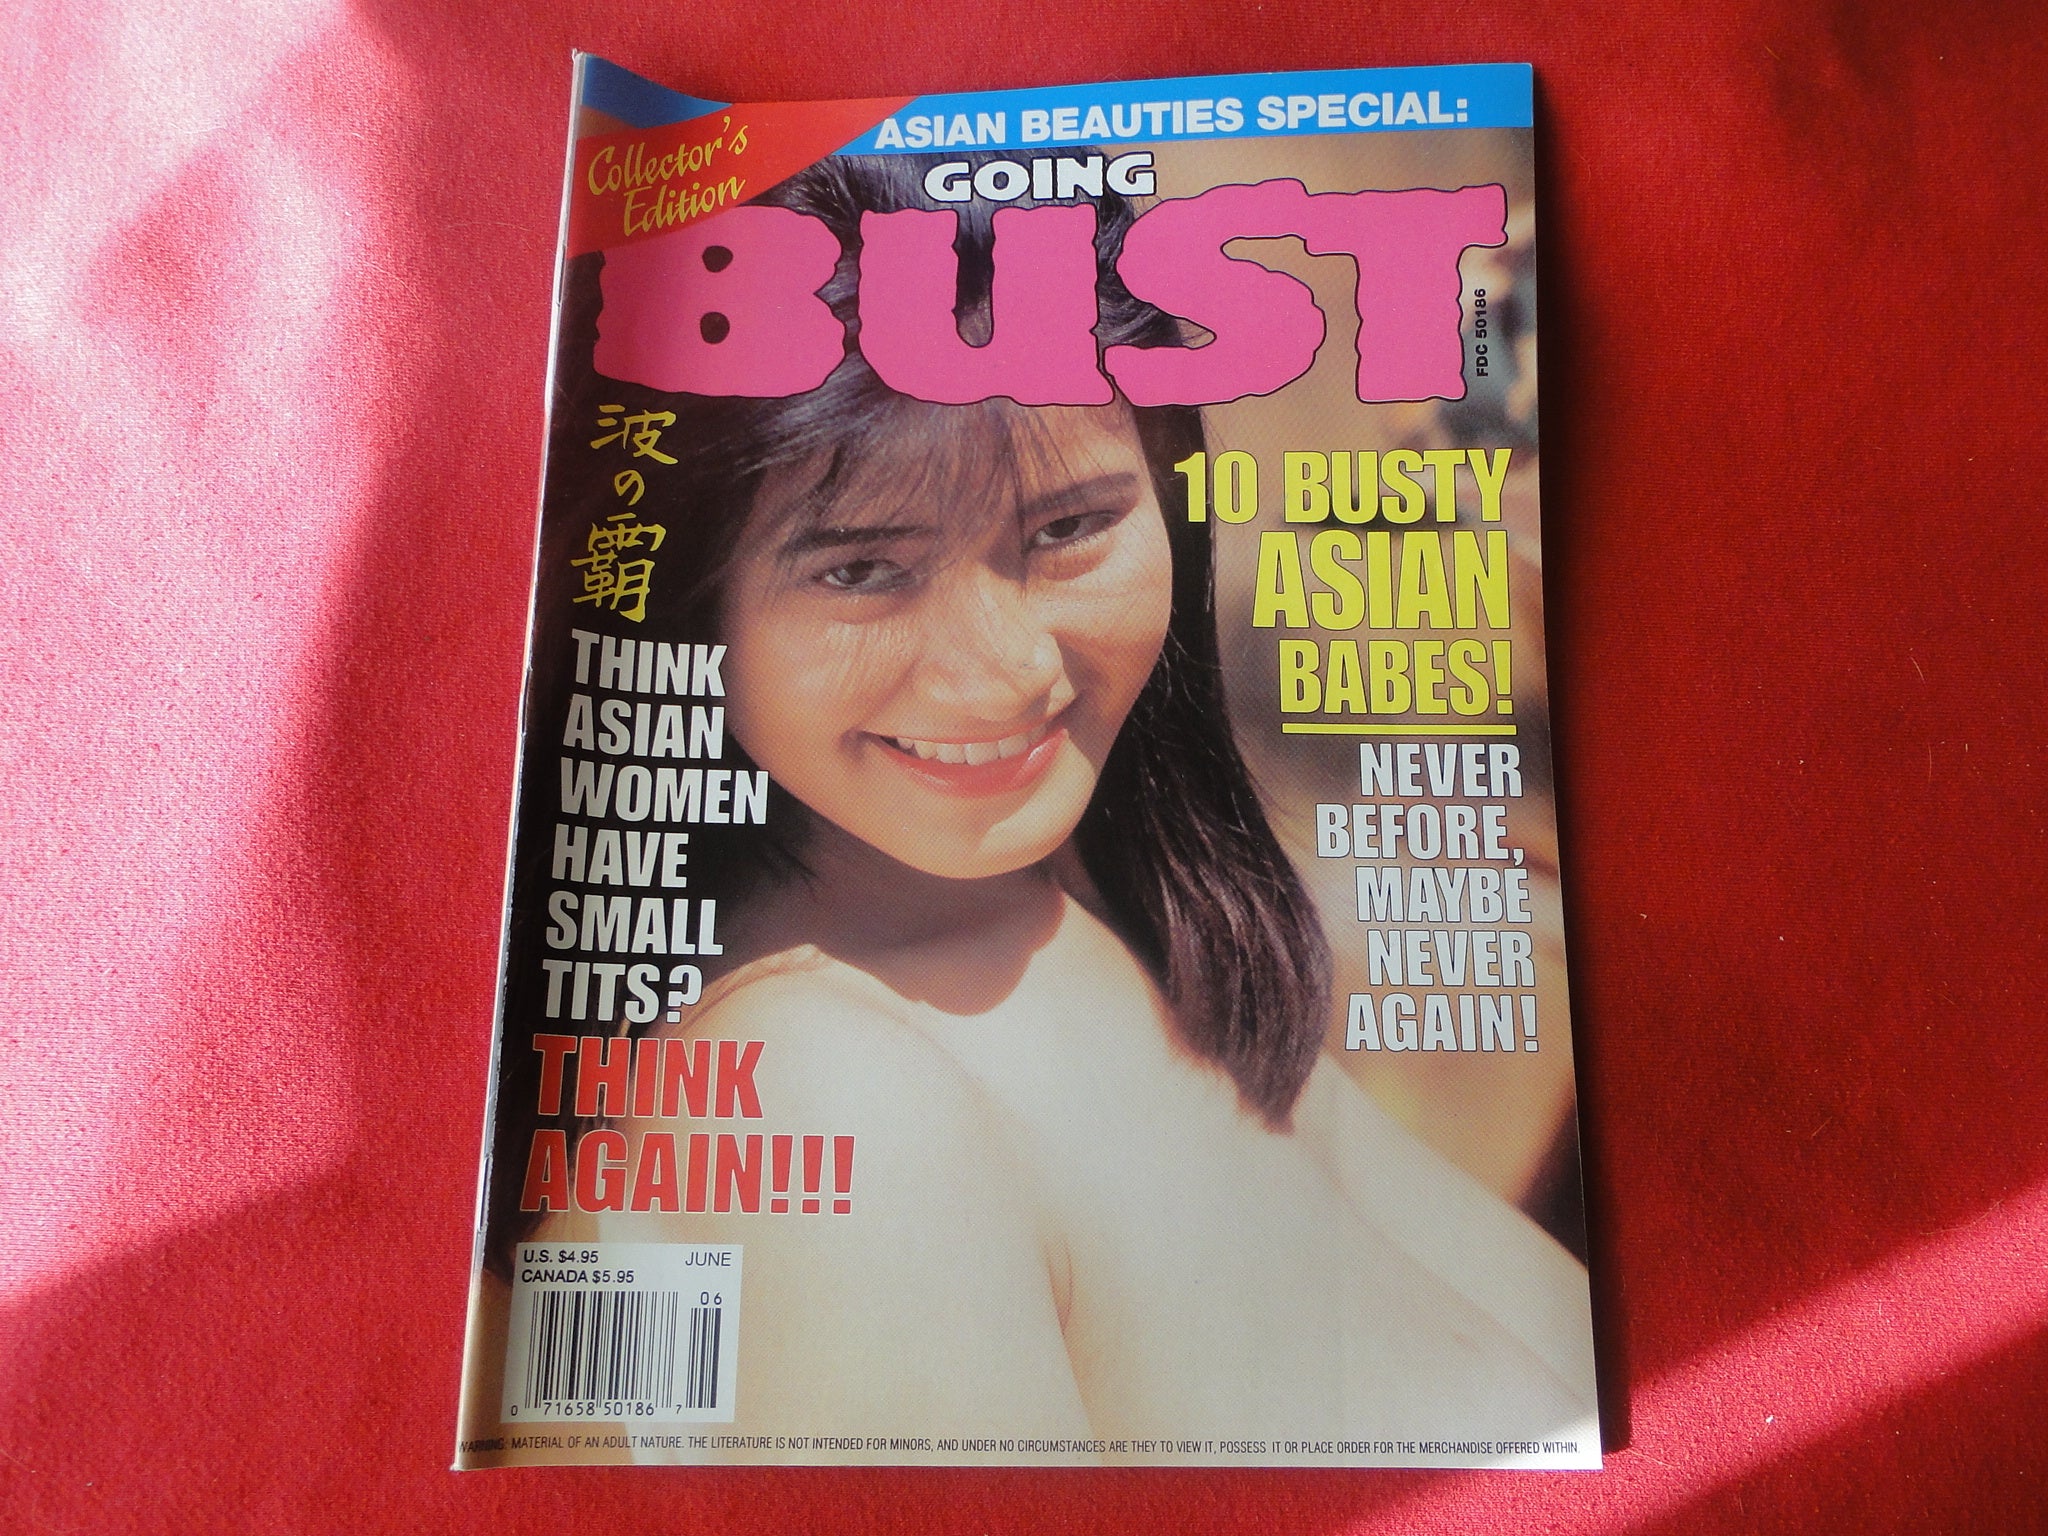 ASIAN BEAUTIES SPECIAL:
Collector's
Edition
GOING
BUST
FDC 50186
波
の
覇
THINK
ASIAN
WOMEN
HAVE
SMALL
TITS?
THINK
AGAIN!!!
10 BUSTY
ASIAN
BABES!
NEVER
BEFORE,
MAYBE
NEVER
AGAIN!
U.S. $4.95 JUNE
CANADA $5.95
06
0 71658 50186 7
WARNING: MATERIAL OF AN ADULT NATURE. THE LITERATURE IS NOT INTENDED FOR MINORS, AND UNDER NO CIRCUMSTANCES ARE THEY TO VIEW IT, POSSESS IT OR PLACE ORDER FOR THE MERCHANDISE OFFERED WITHIN.